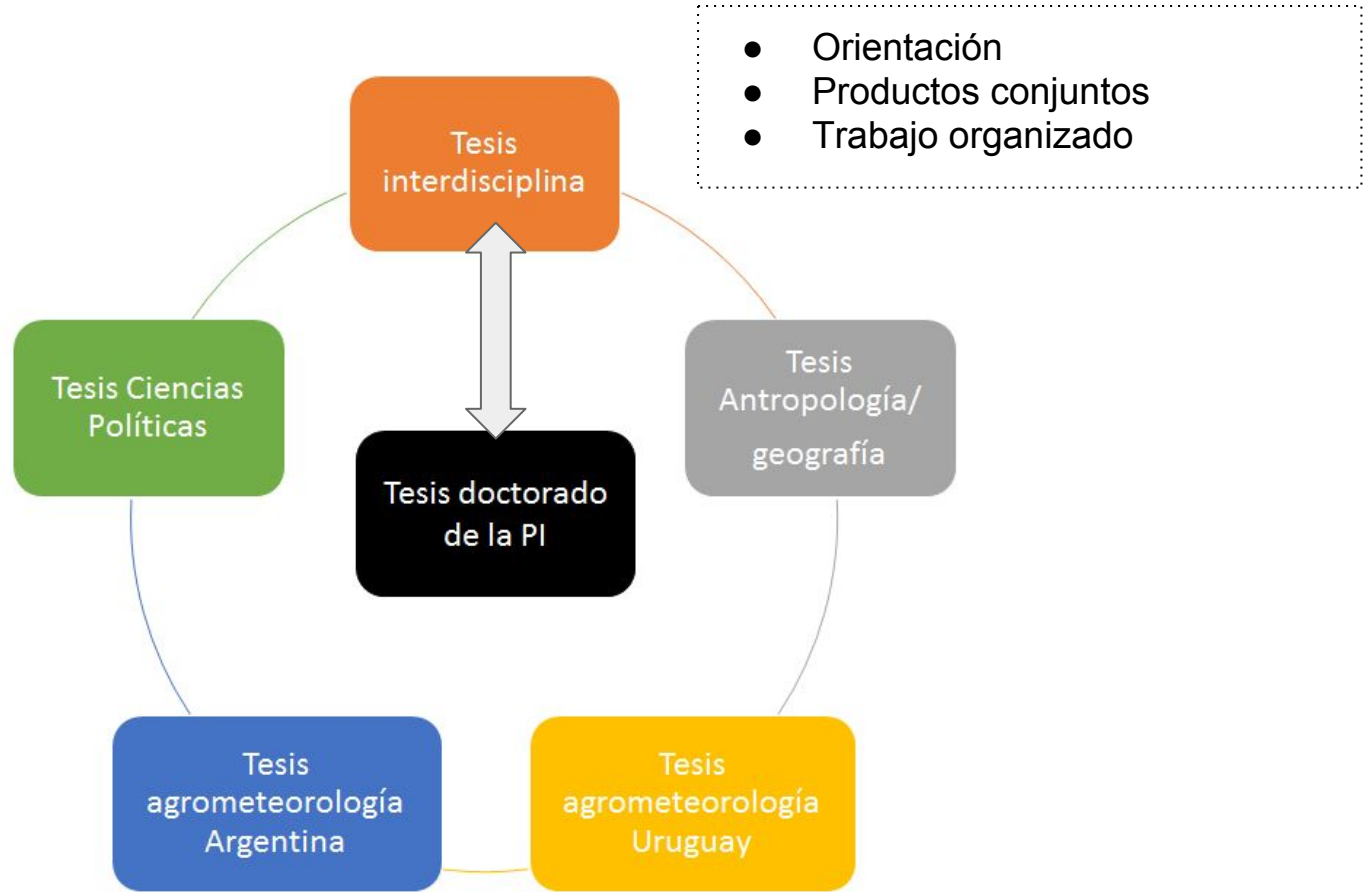 ● Orientación
● Productos conjuntos
● Trabajo organizado
Tesis
interdisciplina
Tesis Ciencias
Políticas
Tesis
Antropología/
geografía
Tesis doctorado
de la PI
Tesis
agrometeorología
Argentina
Tesis
agrometeorología
Uruguay